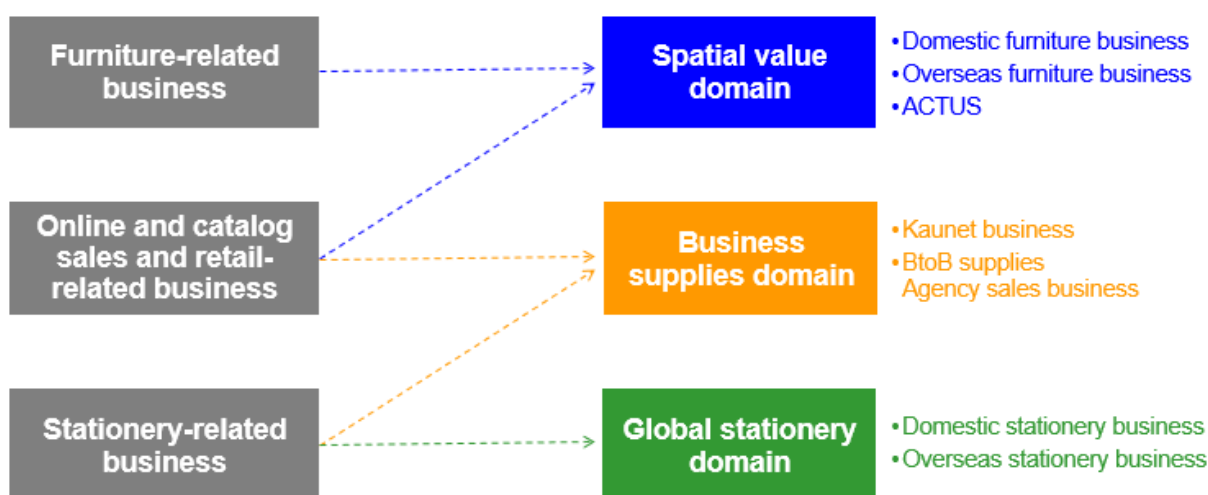 Furniture-related
business
Spatial value
domain
•Domestic furniture business
•Overseas furniture business
•ACTUS
Online and catalog
sales and retail-
related business
Business
supplies domain
•Kaunet business
•BtoB supplies
Agency sales business
Stationery-related
business
Global stationery
domain
•Domestic stationery business
•Overseas stationery business